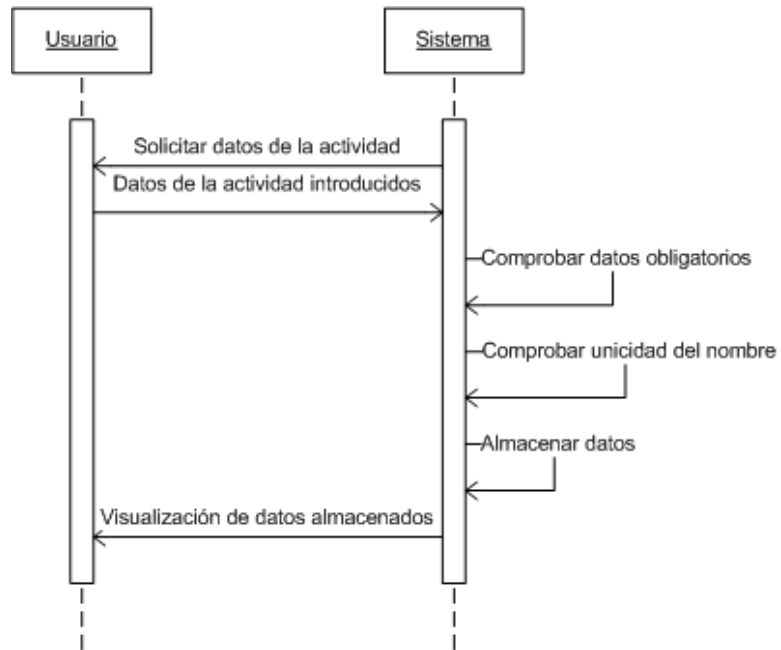 Usuario
Sistema
Solicitar datos de la actividad
Datos de la actividad introducidos
Comprobar datos obligatorios
Comprobar unicidad del nombre
Almacenar datos
Visualización de datos almacenados